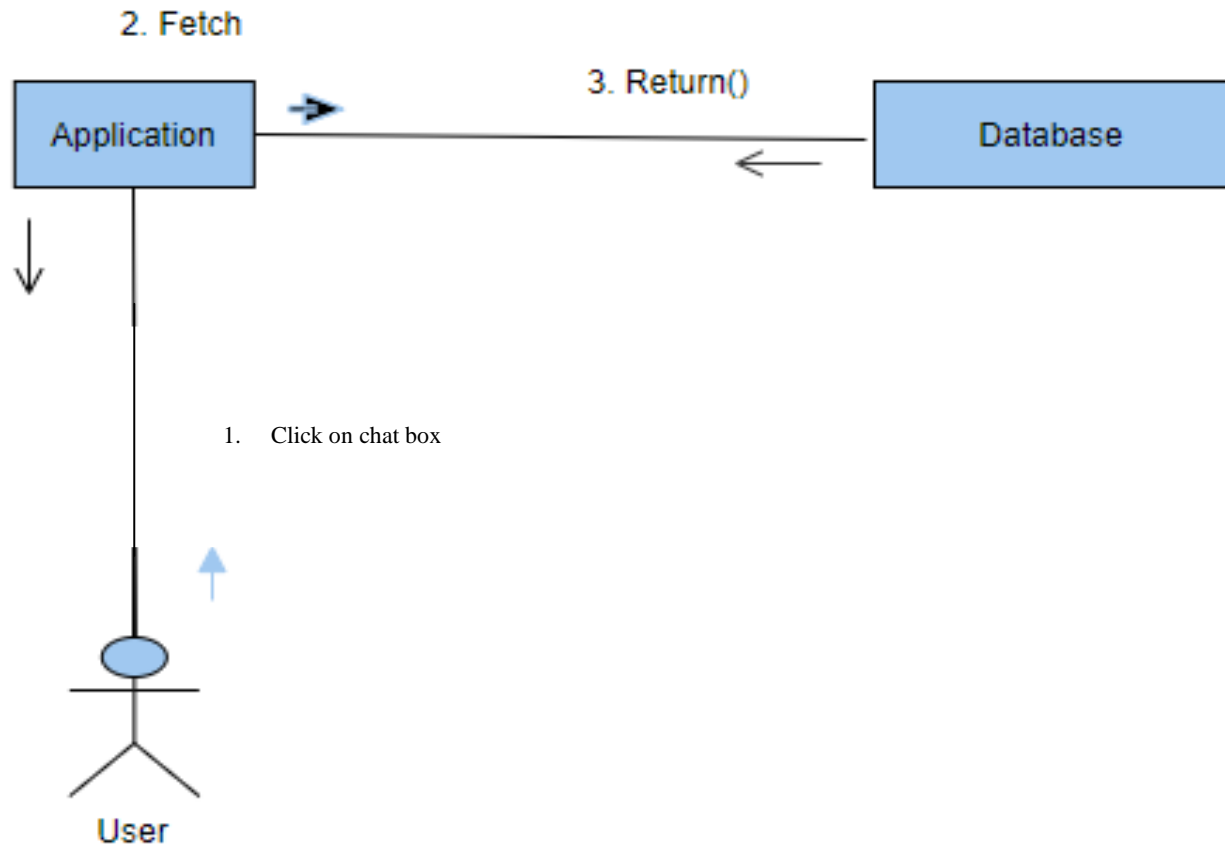 2. Fetch
3. Return()
Application
Database
1. Click on chat box
User